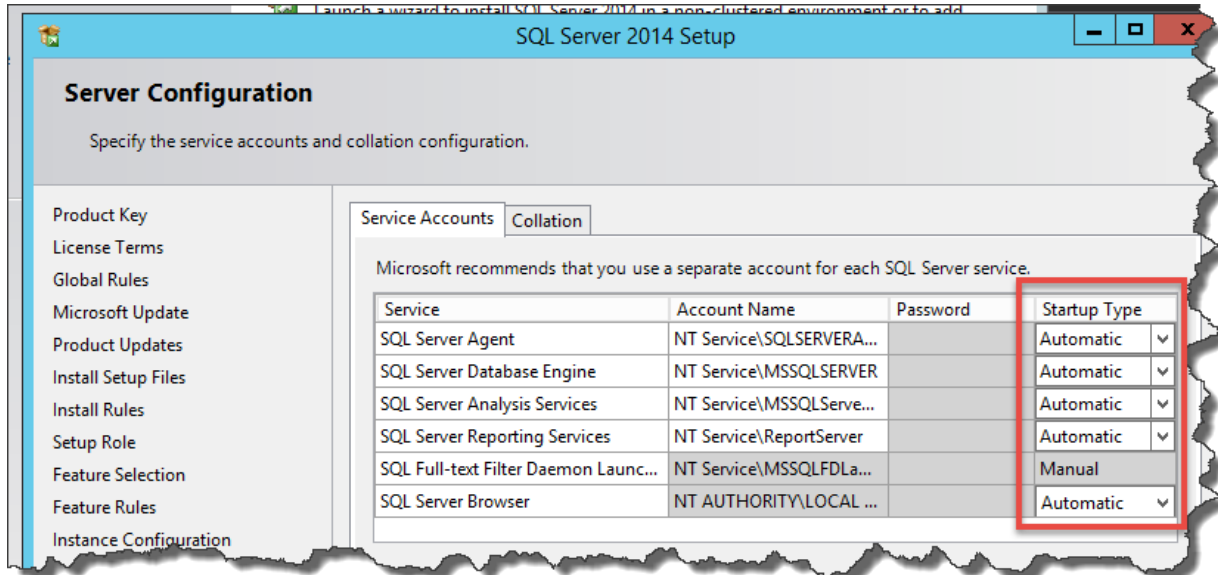 Launch a wizard to install SQL Server 2014 in a non-clustered environment or to add
SQL Server 2014 Setup
Server Configuration
Specify the service accounts and collation configuration.
Product Key
License Terms
Global Rules
Microsoft Update
Product Updates
Install Setup Files
Install Rules
Setup Role
Feature Selection
Feature Rules
Instance Configuration
Service Accounts Collation
Microsoft recommends that you use a separate account for each SQL Server service.
Service Account Name Password Startup Type
SQL Server Agent NT Service\SQLSERVERA... Automatic
SQL Server Database Engine NT Service\MSSQLSERVER Automatic
SQL Server Analysis Services NT Service\MSSQLServe... Automatic
SQL Server Reporting Services NT Service\ReportServer Automatic
SQL Full-text Filter Daemon Launc... NT Service\MSSQLFDLa... Manual
SQL Server Browser NT AUTHORITY\LOCAL ... Automatic